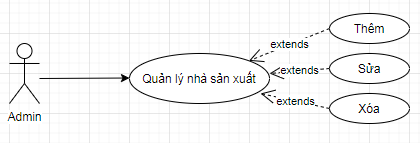 Thêm
extends
Quản lý nhà sản xuất
extends
Sửa
extends
Xóa
Admin